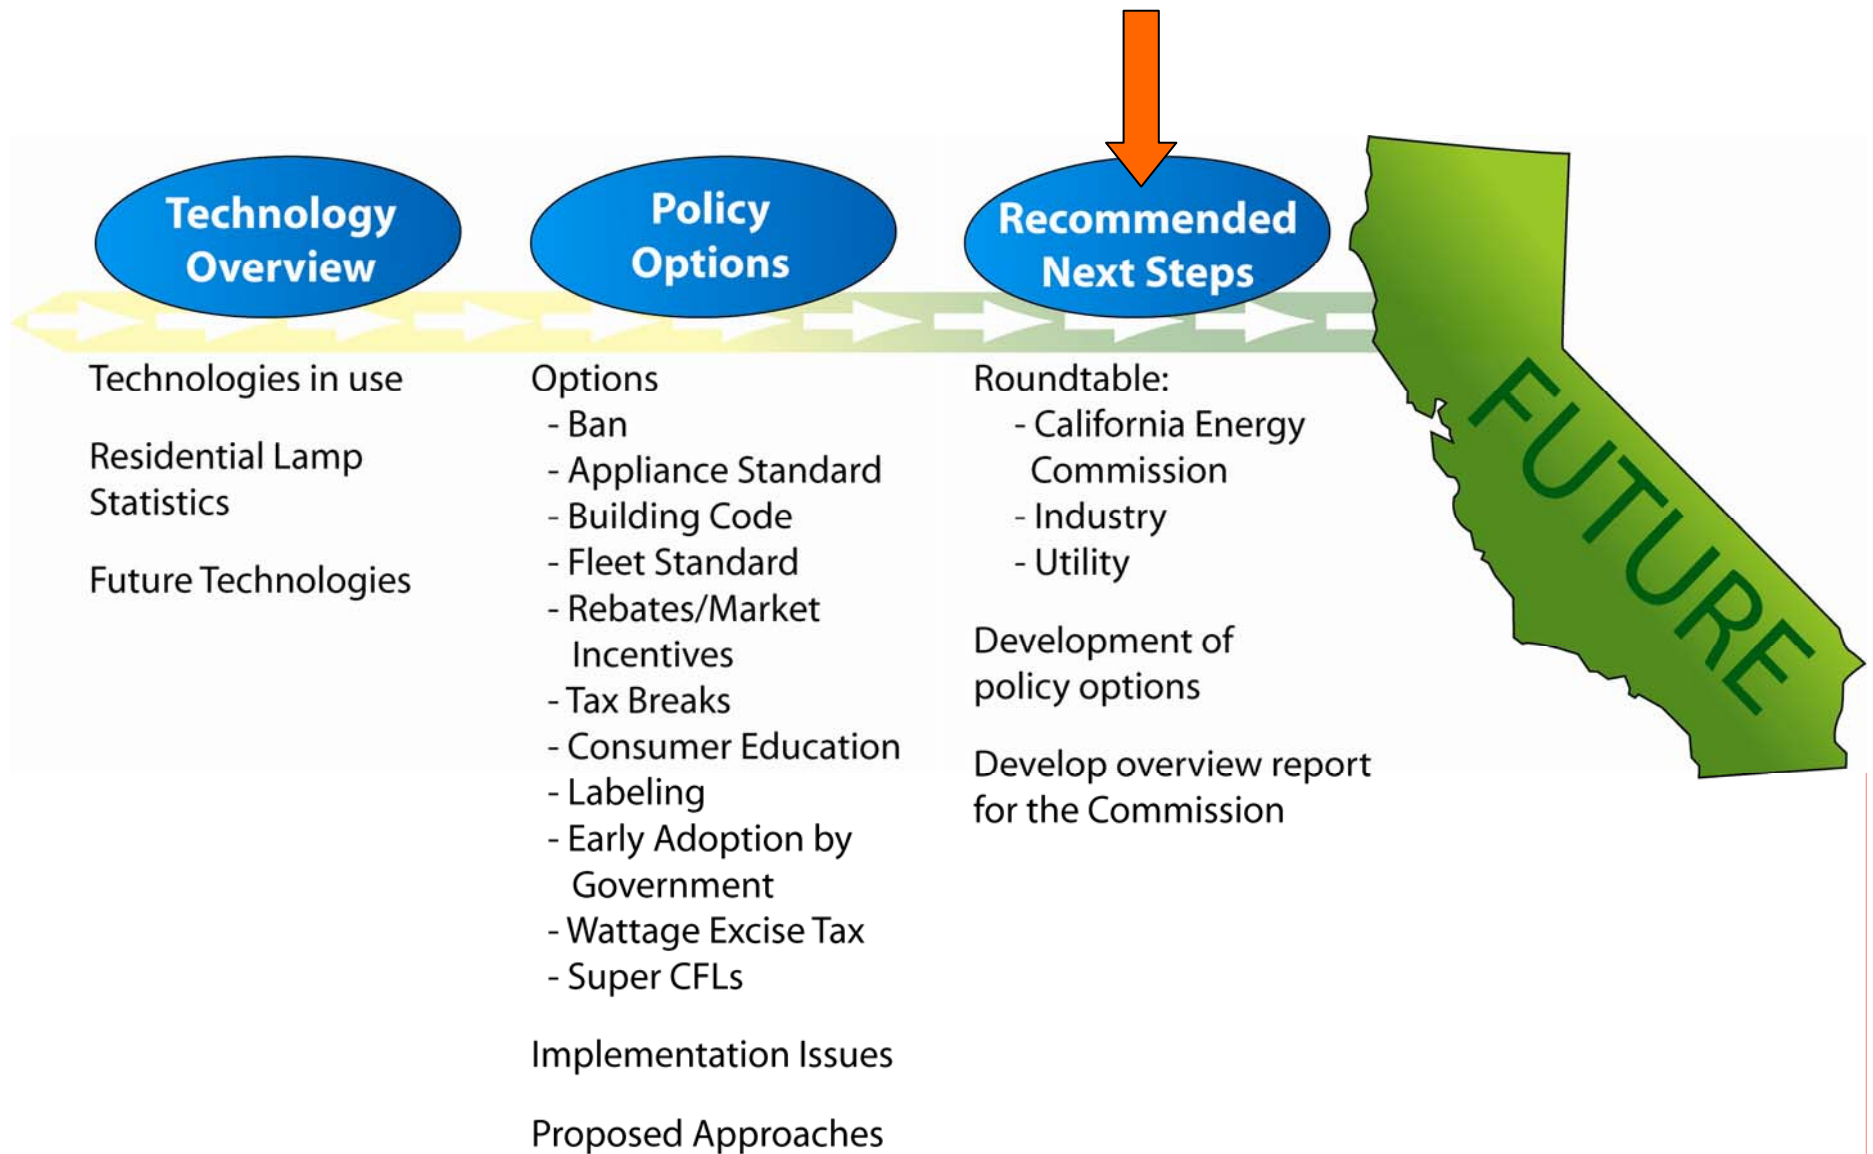 Technology
Overview
Technologies in use
Residential Lamp
Statistics
Future Technologies
Policy
Options
Options
- Ban
- Appliance Standard
- Building Code
- Fleet Standard
- Rebates/Market
Incentives
- Tax Breaks
- Consumer Education
- Labeling
- Early Adoption by
Government
- Wattage Excise Tax
- Super CFLs
Implementation Issues
Proposed Approaches
Recommended
Next Steps
Roundtable:
- California Energy
Commission
- Industry
- Utility
Development of
policy options
Develop overview report
for the Commission
FUTURE